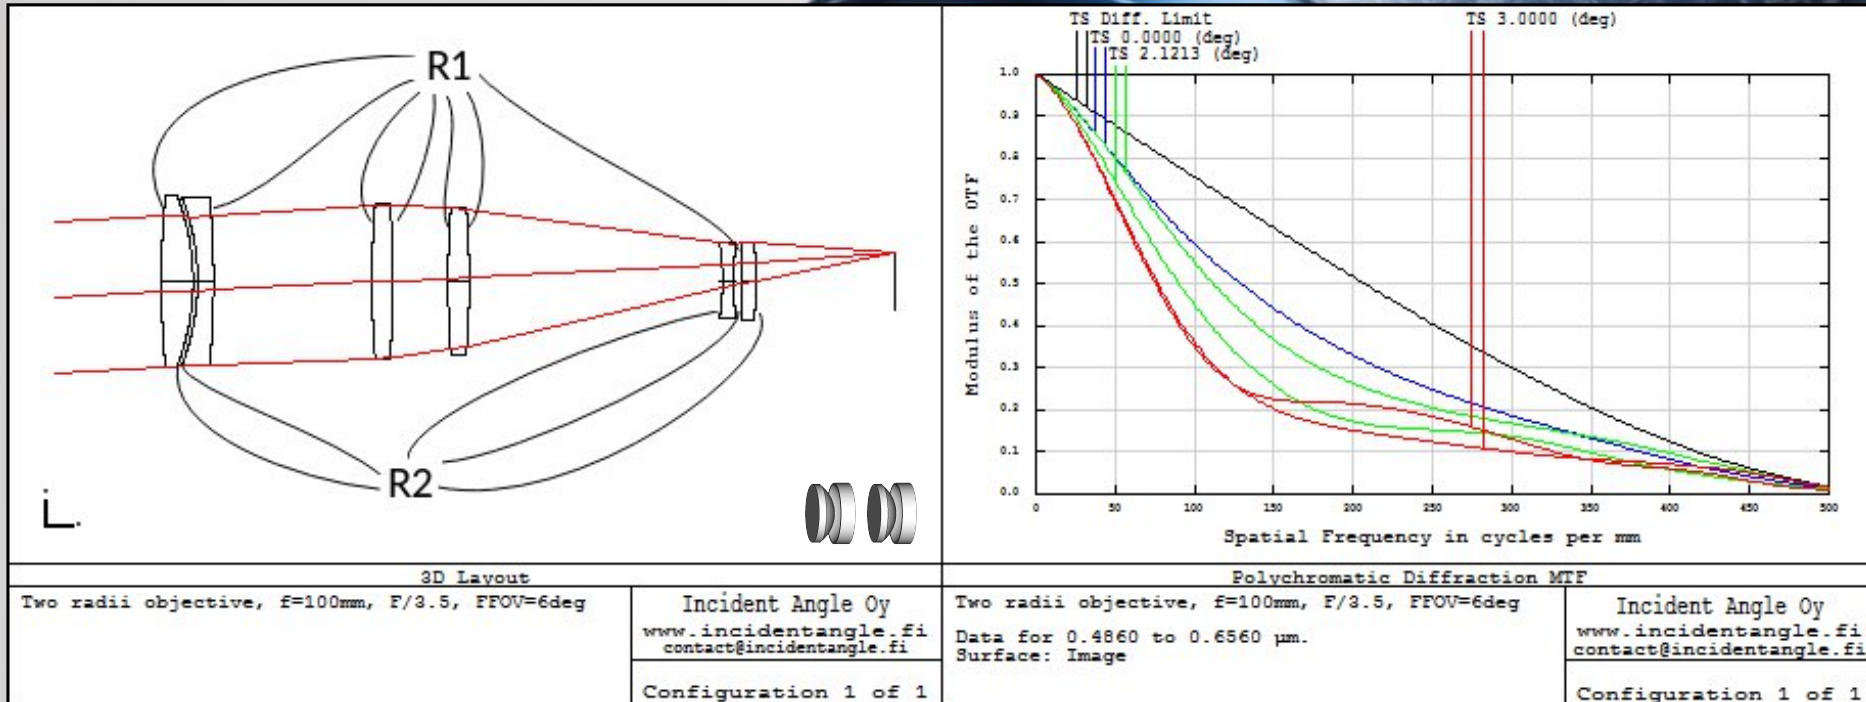 R1
R2
3D Layout
Two radii objective, f=100mm, F/3.5, FFOV=6deg
Incident Angle Oy
www.incidentangle.fi
contact@incidentangle.fi
Configuration 1 of 1
TS Diff. Limit
TS 0.0000 (deg)
TS 2.1213 (deg)
TS 3.0000 (deg)
1.0
0.9
0.8
0.7
0.6
0.5
0.4
0.3
0.2
0.1
0.0
Modulus of the OTF
0 50 100 150 200 250 300 350 400 450 500
Spatial Frequency in cycles per mm
Polychromatic Diffraction MTF
Two radii objective, f=100mm, F/3.5, FFOV=6deg
Data for 0.4860 to 0.6560 µm.
Surface: Image
Incident Angle Oy
www.incidentangle.fi
contact@incidentangle.fi
Configuration 1 of 1